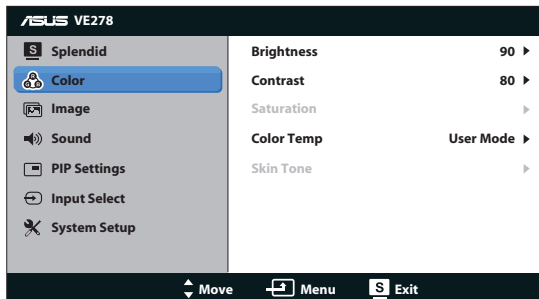 ASUS VE278
S Splendid
Color
Image
Sound
PIP Settings
Input Select
System Setup
Brightness 90
Contrast 80
Saturation
Color Temp User Mode
Skin Tone
Move Menu S Exit